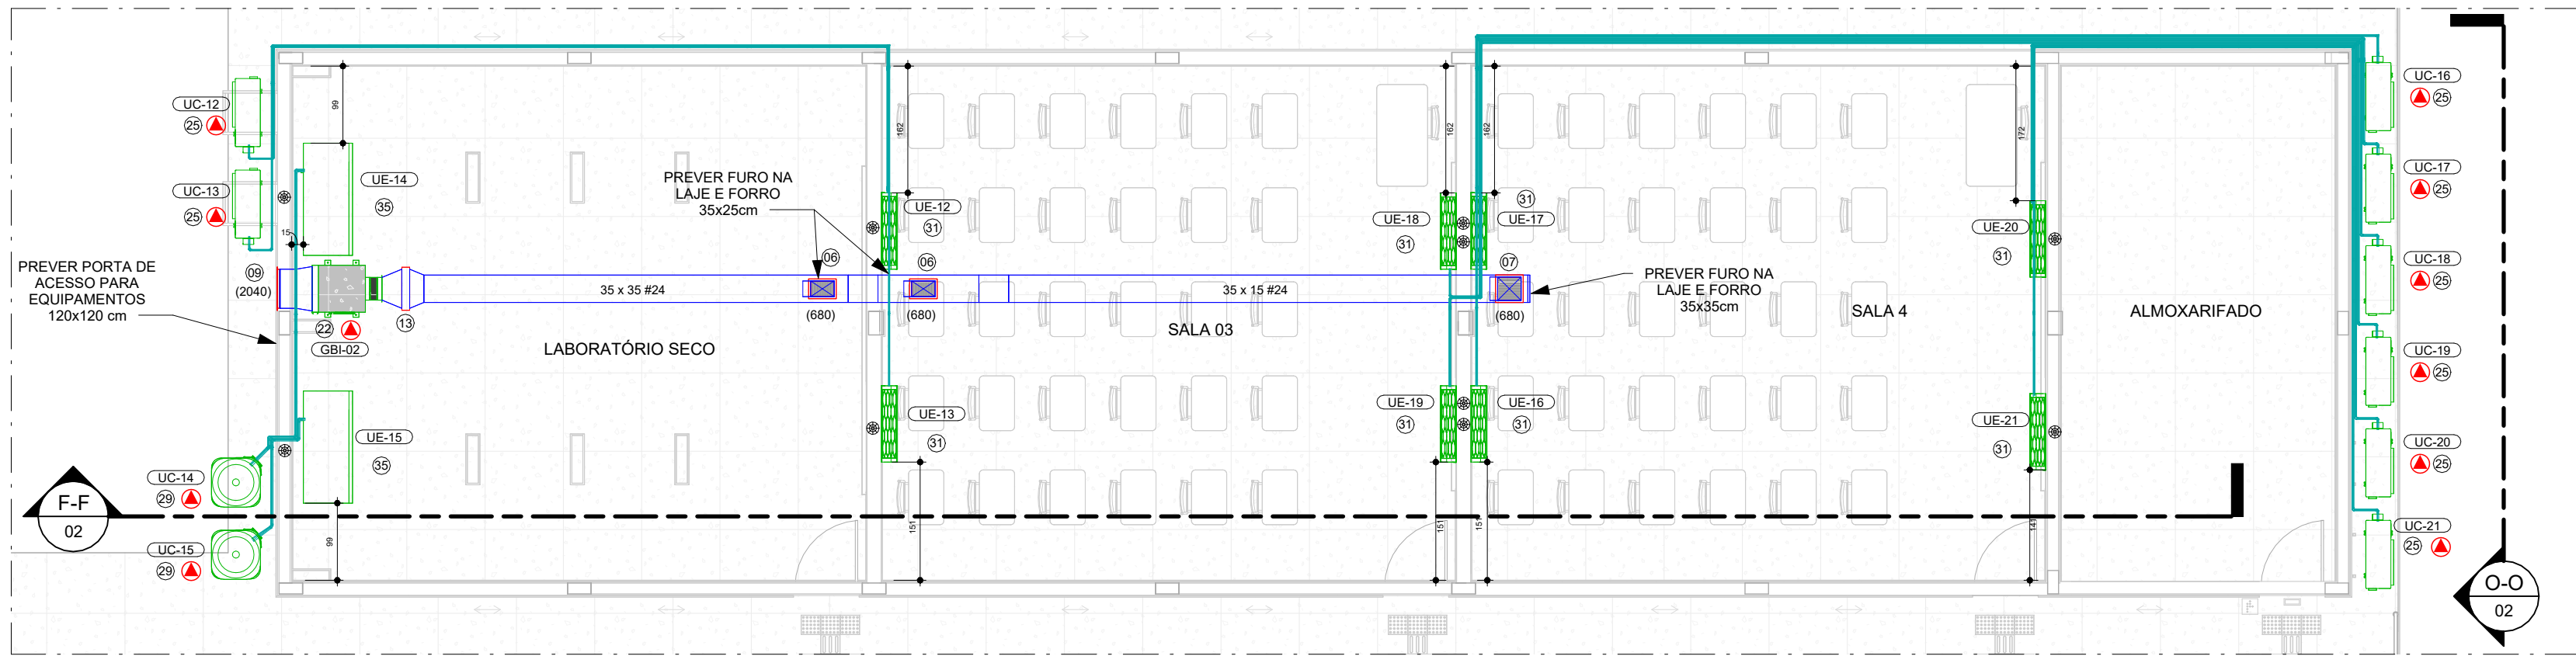 UC-12
25
UC-13
25
99
UE-14
35
15
PREVER FURO NA
LAJE E FORRO
35x25cm
PREVER PORTA DE
ACESSO PARA
EQUIPAMENTOS
120x120 cm
09
(2040)
22
GBI-02
13
35 x 35 #24
06
(680)
LABORATÓRIO SECO
UE-15
35
99
UC-14
29
UC-15
29
F-F
02
162
UE-12
31
06
(680)
UE-13
31
151
SALA 03
35 x 15 #24
162
UE-18
31
UE-19
31
151
162
31
UE-17
07
(680)
PREVER FURO NA
LAJE E FORRO
35x35cm
UE-16
31
151
SALA 4
172
UE-20
31
UE-21
31
141
ALMOXARIFADO
UC-16
25
UC-17
25
UC-18
25
UC-19
25
UC-20
25
UC-21
25
O-O
02